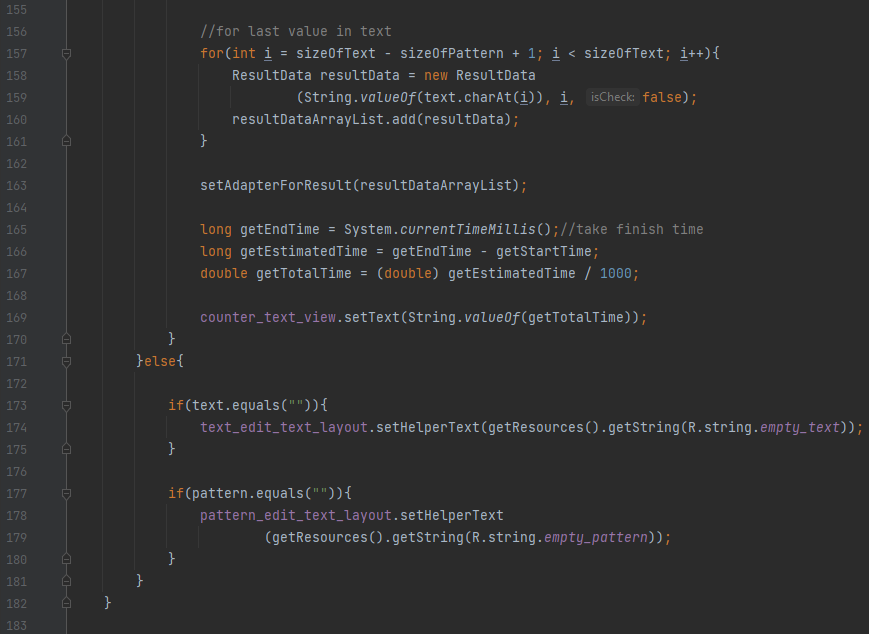 155
156 //for last value in text
157 for(int i = sizeOfText - sizeOfPattern + 1; i < sizeOfText; i++){
158 ResultData resultData = new ResultData
159 (String.valueOf(text.charAt(i)), i, isCheck: false);
160 resultDataArrayList.add(resultData);
161 }
162
163 setAdapterForResult(resultDataArrayList);
164
165 long getEndTime = System.currentTimeMillis();//take finish time
166 long getEstimatedTime = getEndTime - getStartTime;
167 double getTotalTime = (double) getEstimatedTime / 1000;
168
169 counter_text_view.setText(String.valueOf(getTotalTime));
170 }
171 }else{
172
173 if(text.equals("")){
174 text_edit_text_layout.setHelperText(getResources().getString(R.string.empty_text));
175 }
176
177 if(pattern.equals("")){
178 pattern_edit_text_layout.setHelperText
179 (getResources().getString(R.string.empty_pattern));
180 }
181 }
182 }
183